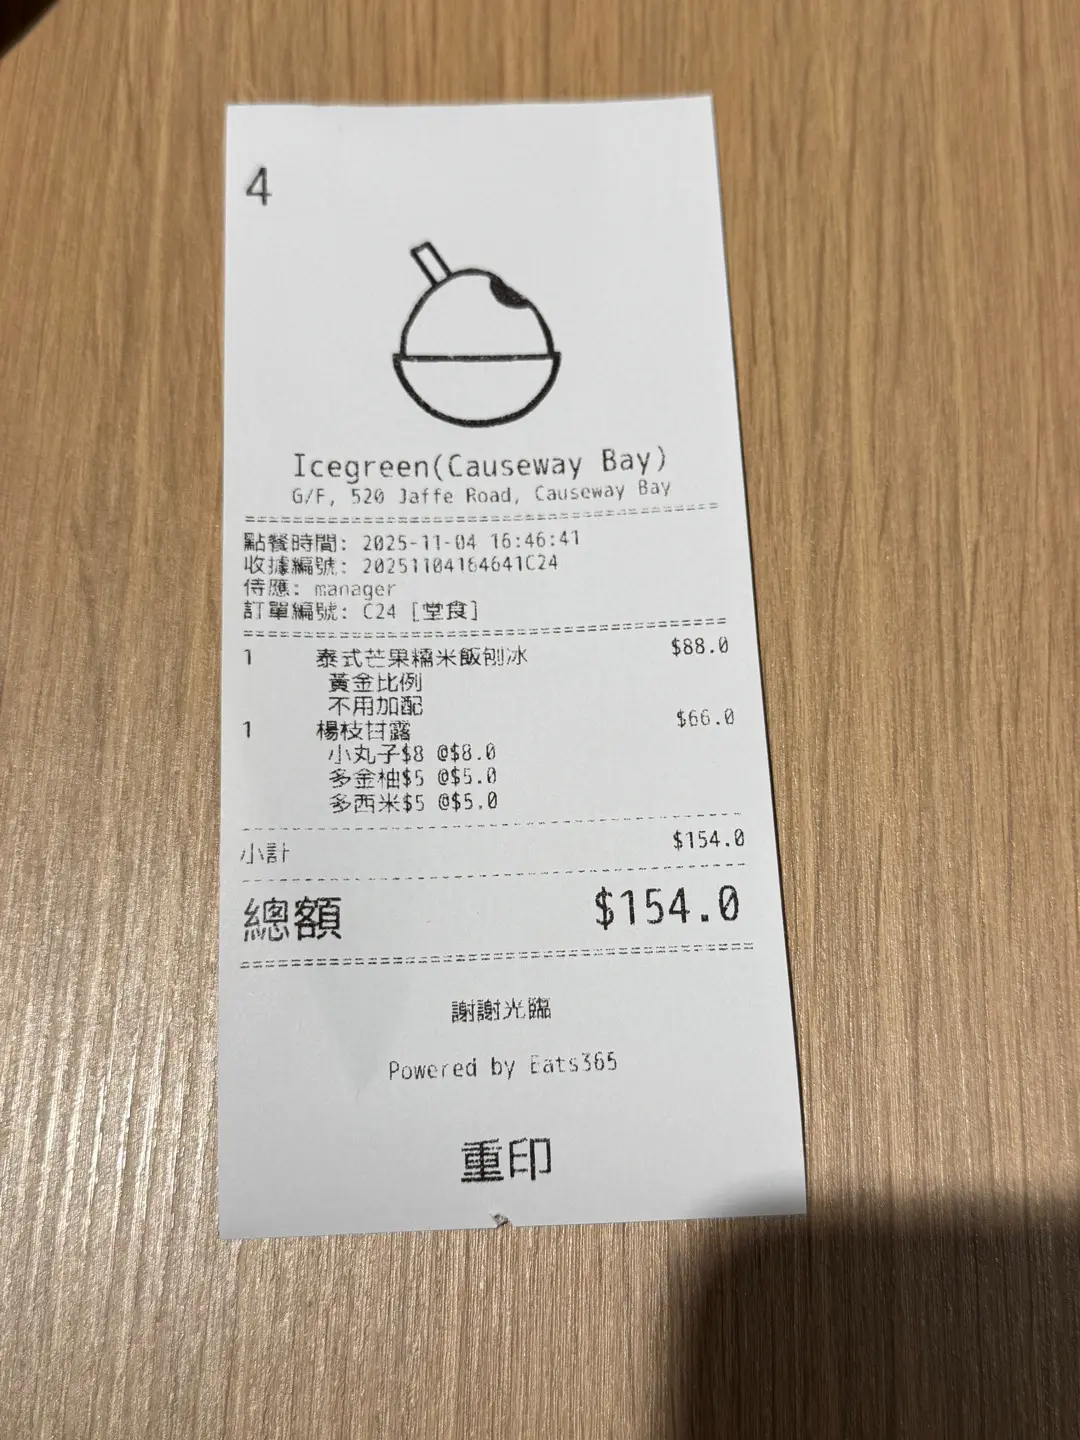 4
Icegreen(Causeway Bay)
G/F, 520 Jaffe Road, Causeway Bay
點餐時間: 2025-11-04 16:46:41
收據編號: 20251104164641C24
侍應: manager
訂單編號: C24 [堂食]
1 泰式芒果糯米飯刨冰 $88.0
黃金比例
不用加配
1 楊枝甘露 $66.0
小丸子$8 @$8.0
多金柚$5 @$5.0
多西米$5 @$5.0
小計 $154.0
總額 $154.0
謝謝光臨
Powered by Eats365
重印